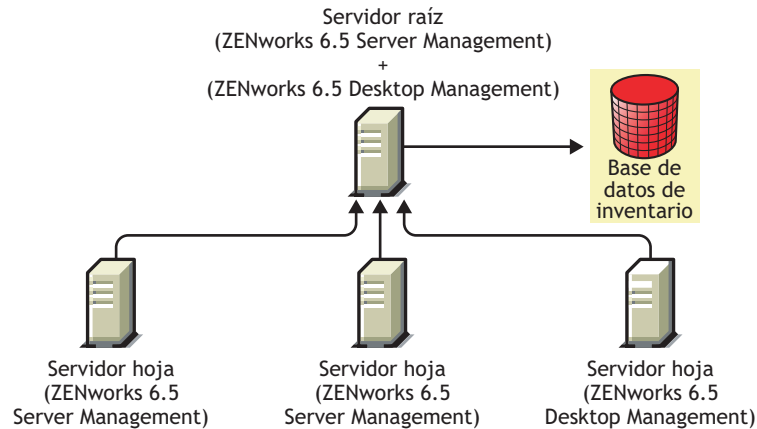 Servidor raíz
(ZENworks 6.5 Server Management)
+
(ZENworks 6.5 Desktop Management)
Base de
datos de
inventario
Servidor hoja
(ZENworks 6.5
Server Management)
Servidor hoja
(ZENworks 6.5
Server Management)
Servidor hoja
(ZENworks 6.5
Desktop Management)